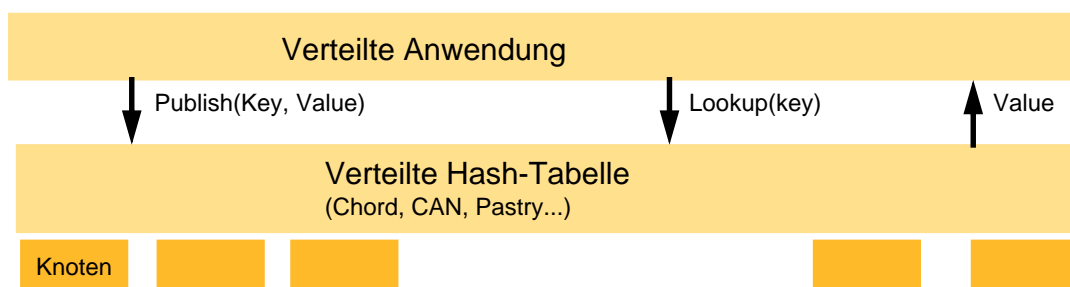 Verteilte Anwendung
Publish(Key, Value)
Lookup(key)
Value
Verteilte Hash-Tabelle
(Chord, CAN, Pastry...)
Knoten